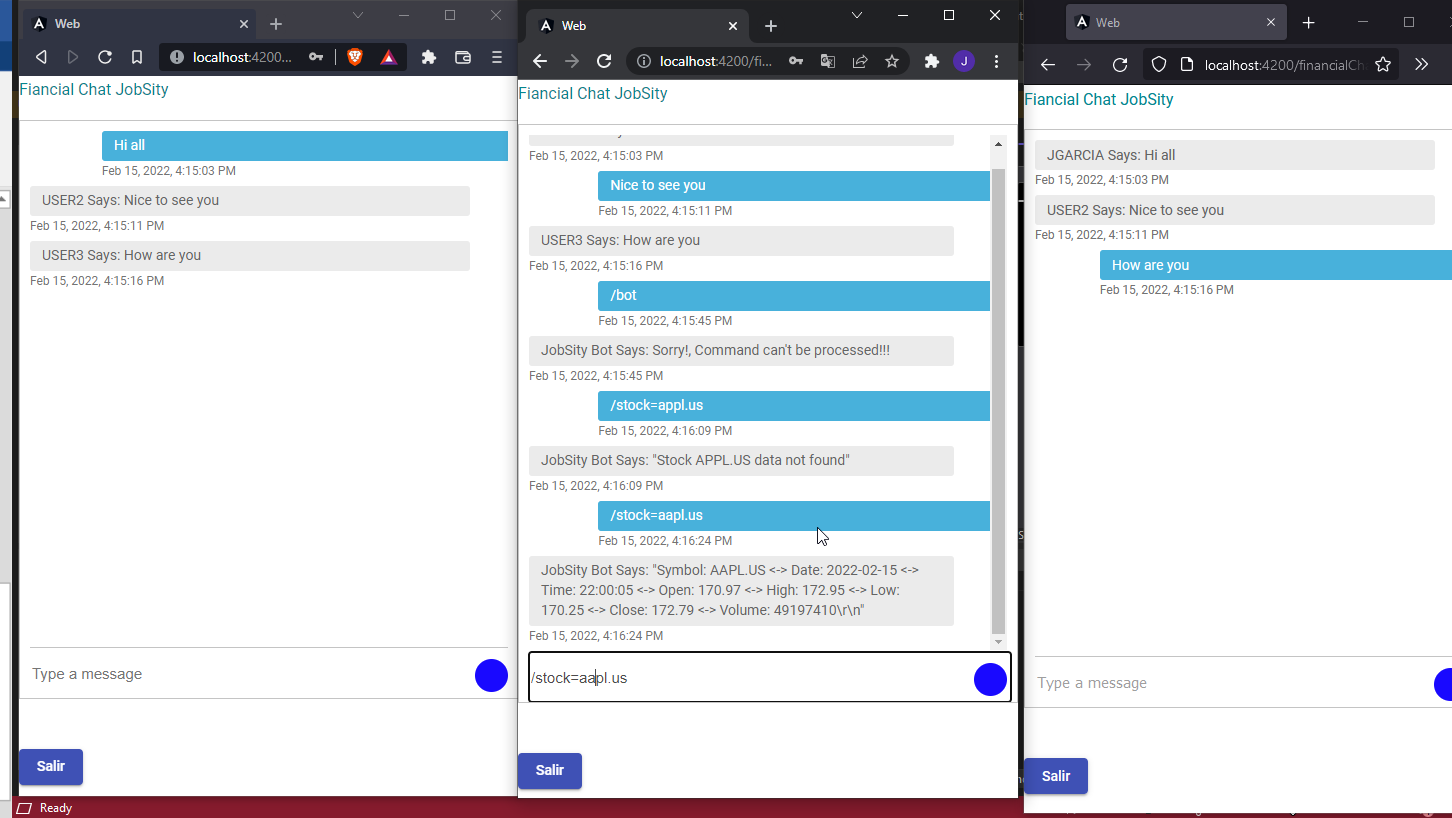 Web
localhost:4200...
Fiancial Chat JobSity
Hi all
Feb 15, 2022, 4:15:03 PM
USER2 Says: Nice to see you
Feb 15, 2022, 4:15:11 PM
USER3 Says: How are you
Feb 15, 2022, 4:15:16 PM
Type a message
Salir
Ready
Web
localhost:4200/fi...
J
Fiancial Chat JobSity
Feb 15, 2022, 4:15:03 PM
Nice to see you
Feb 15, 2022, 4:15:11 PM
USER3 Says: How are you
Feb 15, 2022, 4:15:16 PM
/bot
Feb 15, 2022, 4:15:45 PM
JobSity Bot Says: Sorry!, Command can't be processed!!!
Feb 15, 2022, 4:15:45 PM
/stock=appl.us
Feb 15, 2022, 4:16:09 PM
JobSity Bot Says: "Stock APPL.US data not found"
Feb 15, 2022, 4:16:09 PM
/stock=aapl.us
Feb 15, 2022, 4:16:24 PM
JobSity Bot Says: "Symbol: AAPL.US <-> Date: 2022-02-15 <->
Time: 22:00:05 <-> Open: 170.97 <-> High: 172.95 <-> Low:
170.25 <-> Close: 172.79 <-> Volume: 49197410\r\n"
Feb 15, 2022, 4:16:24 PM
/stock=aapl.us
Salir
Web
localhost:4200/financialCh
Fiancial Chat JobSity
JGARCIA Says: Hi all
Feb 15, 2022, 4:15:03 PM
USER2 Says: Nice to see you
Feb 15, 2022, 4:15:11 PM
How are you
Feb 15, 2022, 4:15:16 PM
Type a message
Salir